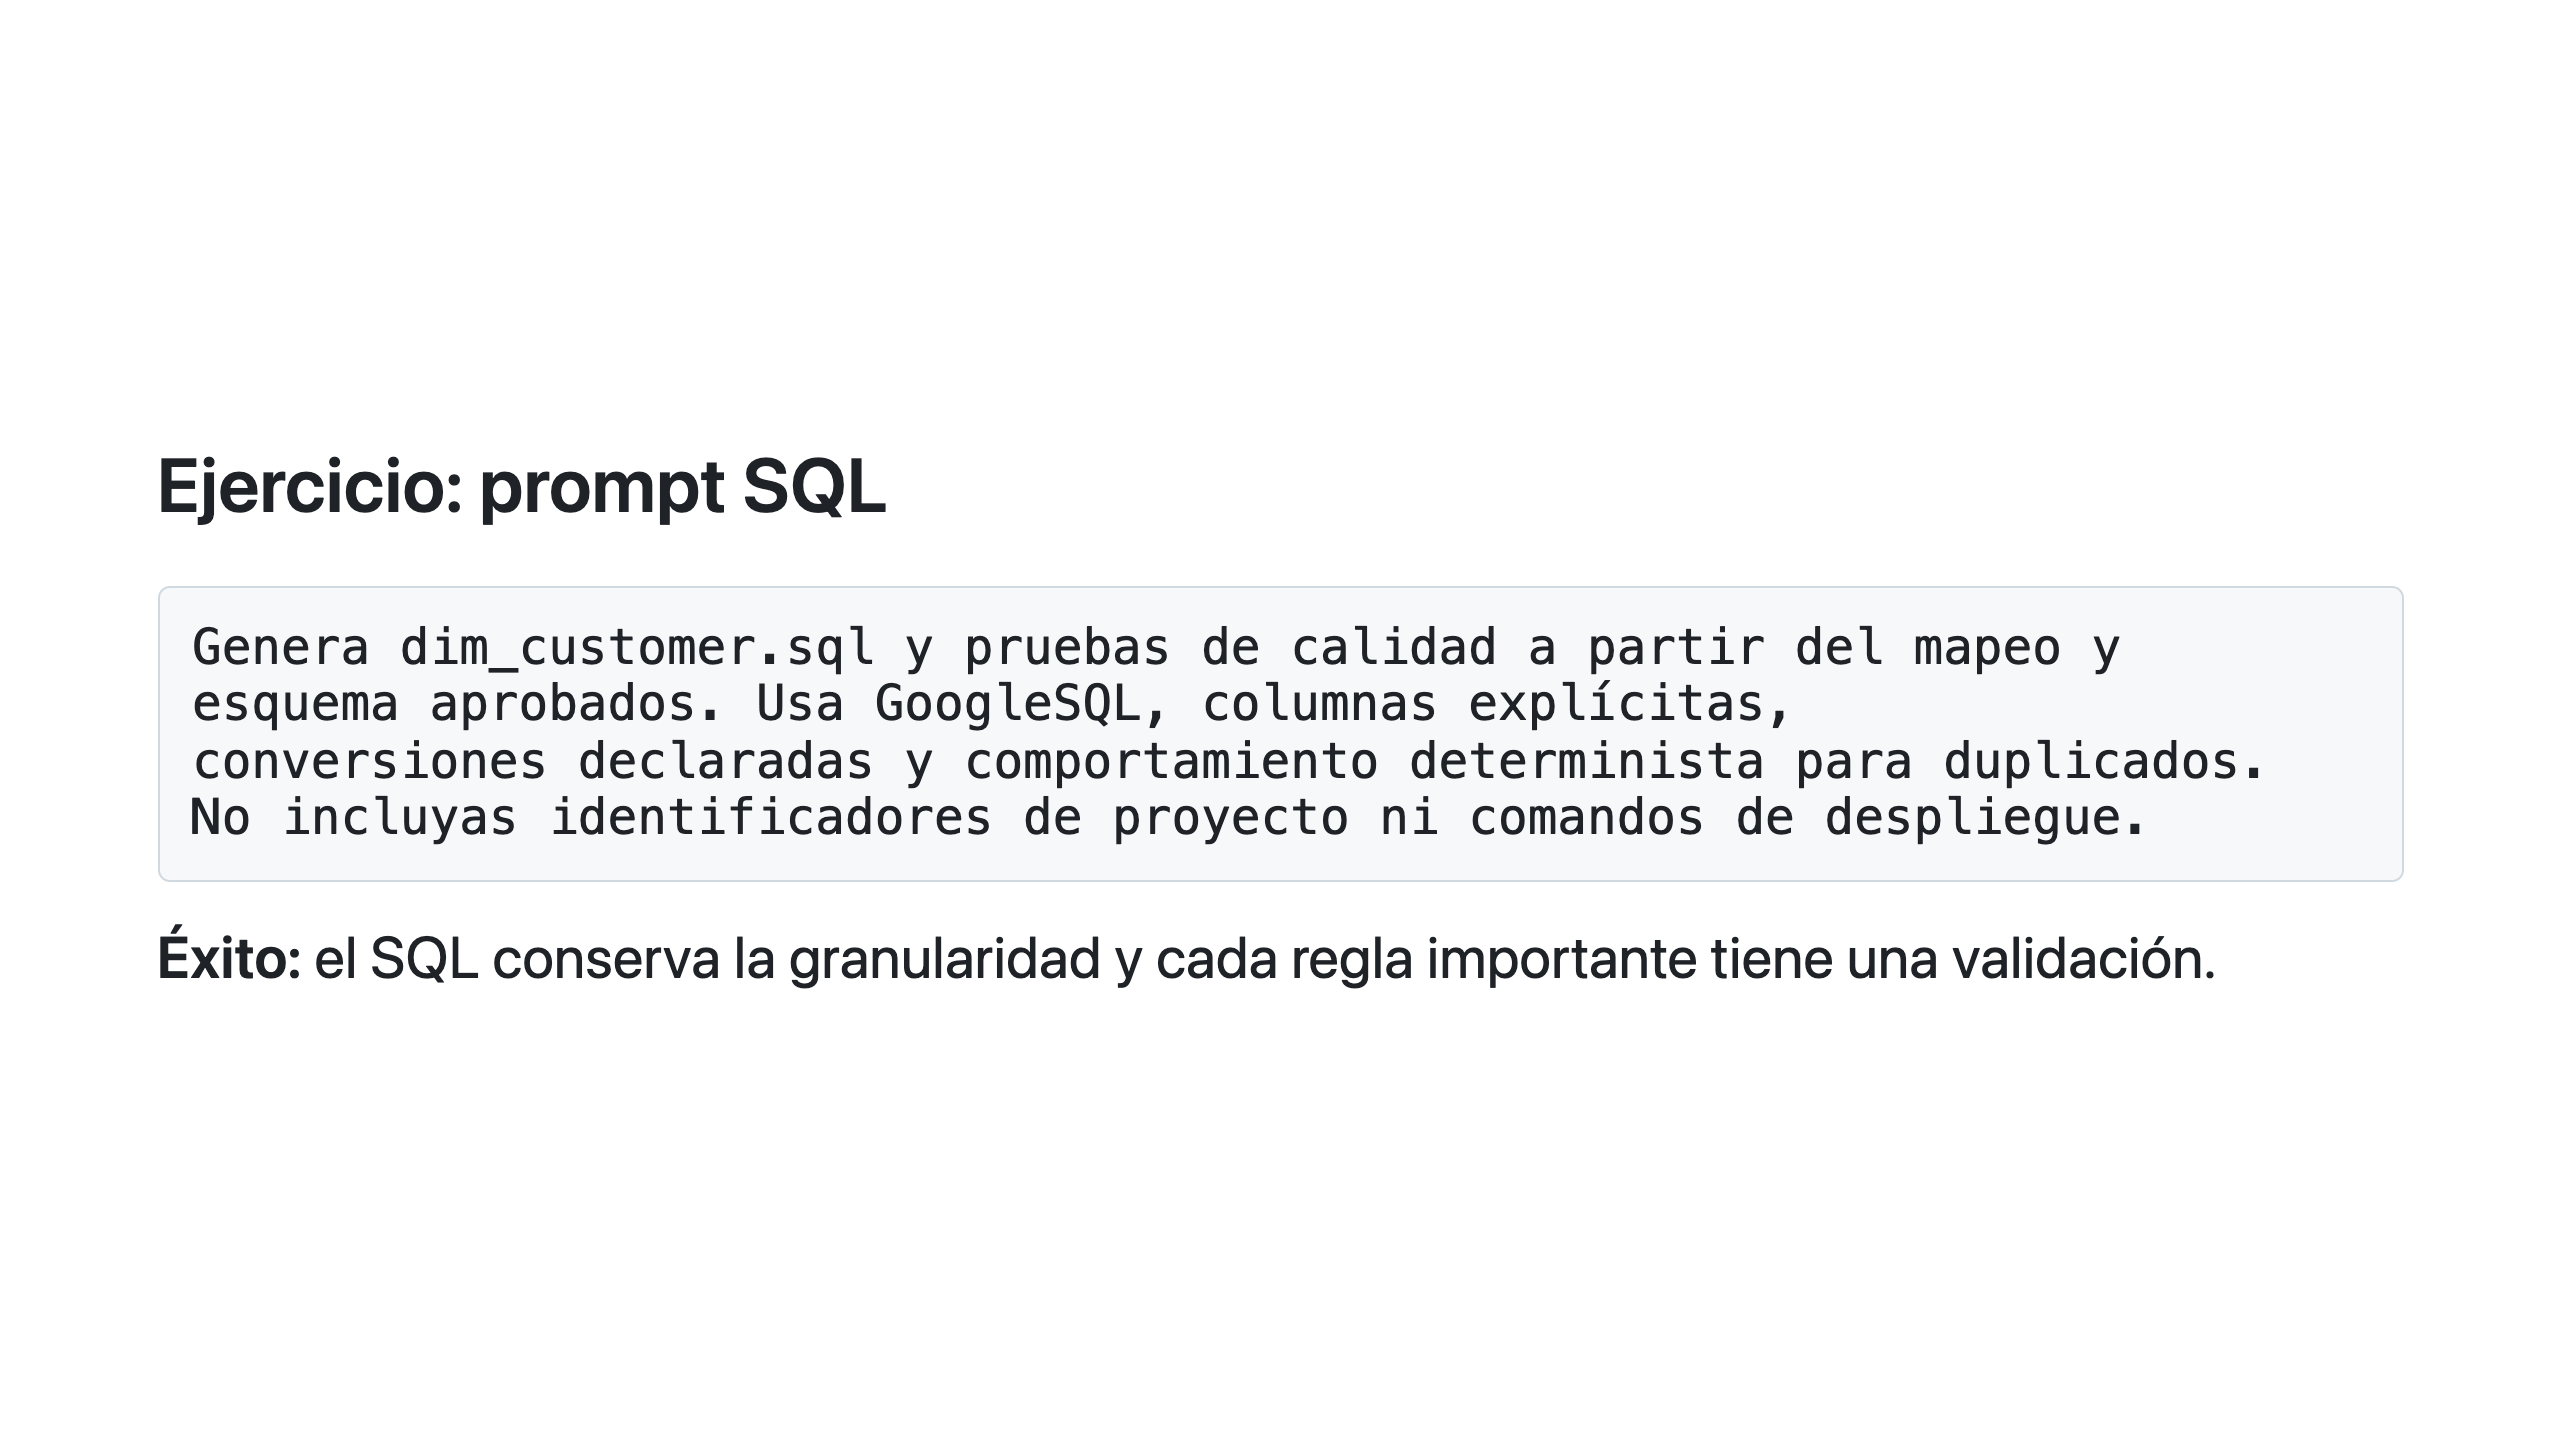 Ejercicio: prompt SQL
Genera dim_customer.sql y pruebas de calidad a partir del mapeo y
esquema aprobados. Usa GoogleSQL, columnas explícitas,
conversiones declaradas y comportamiento determinista para duplicados.
No incluyas identificadores de proyecto ni comandos de despliegue.
Éxito: el SQL conserva la granularidad y cada regla importante tiene una validación.